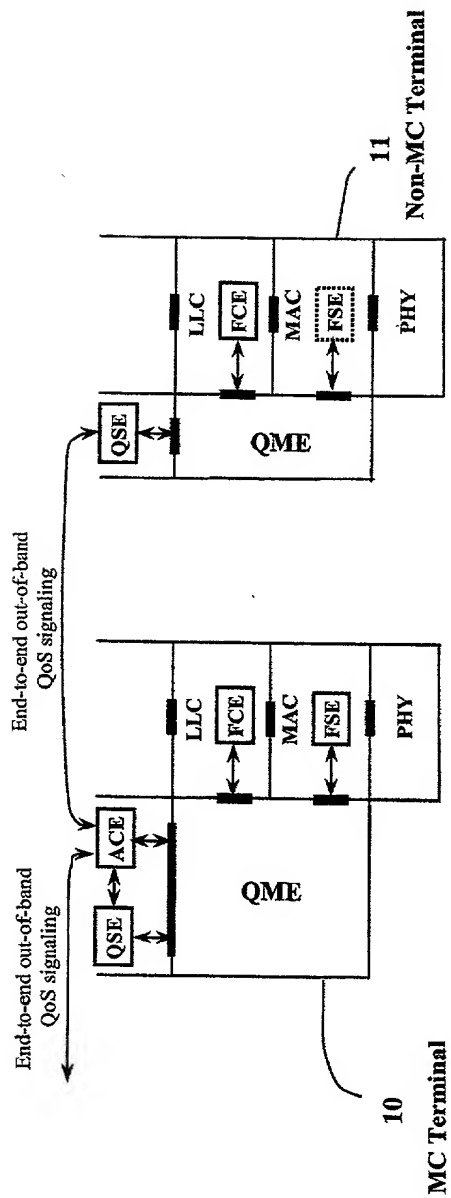 End-to-end out-of-band
QoS signaling
End-to-end out-of-band
QoS signaling
QSE
ACE
QME
LLC
FCE
MAC
FSE
PHY
10
MC Terminal
QSE
QME
LLC
FCE
MAC
FSE
PHY
11
Non-MC Terminal